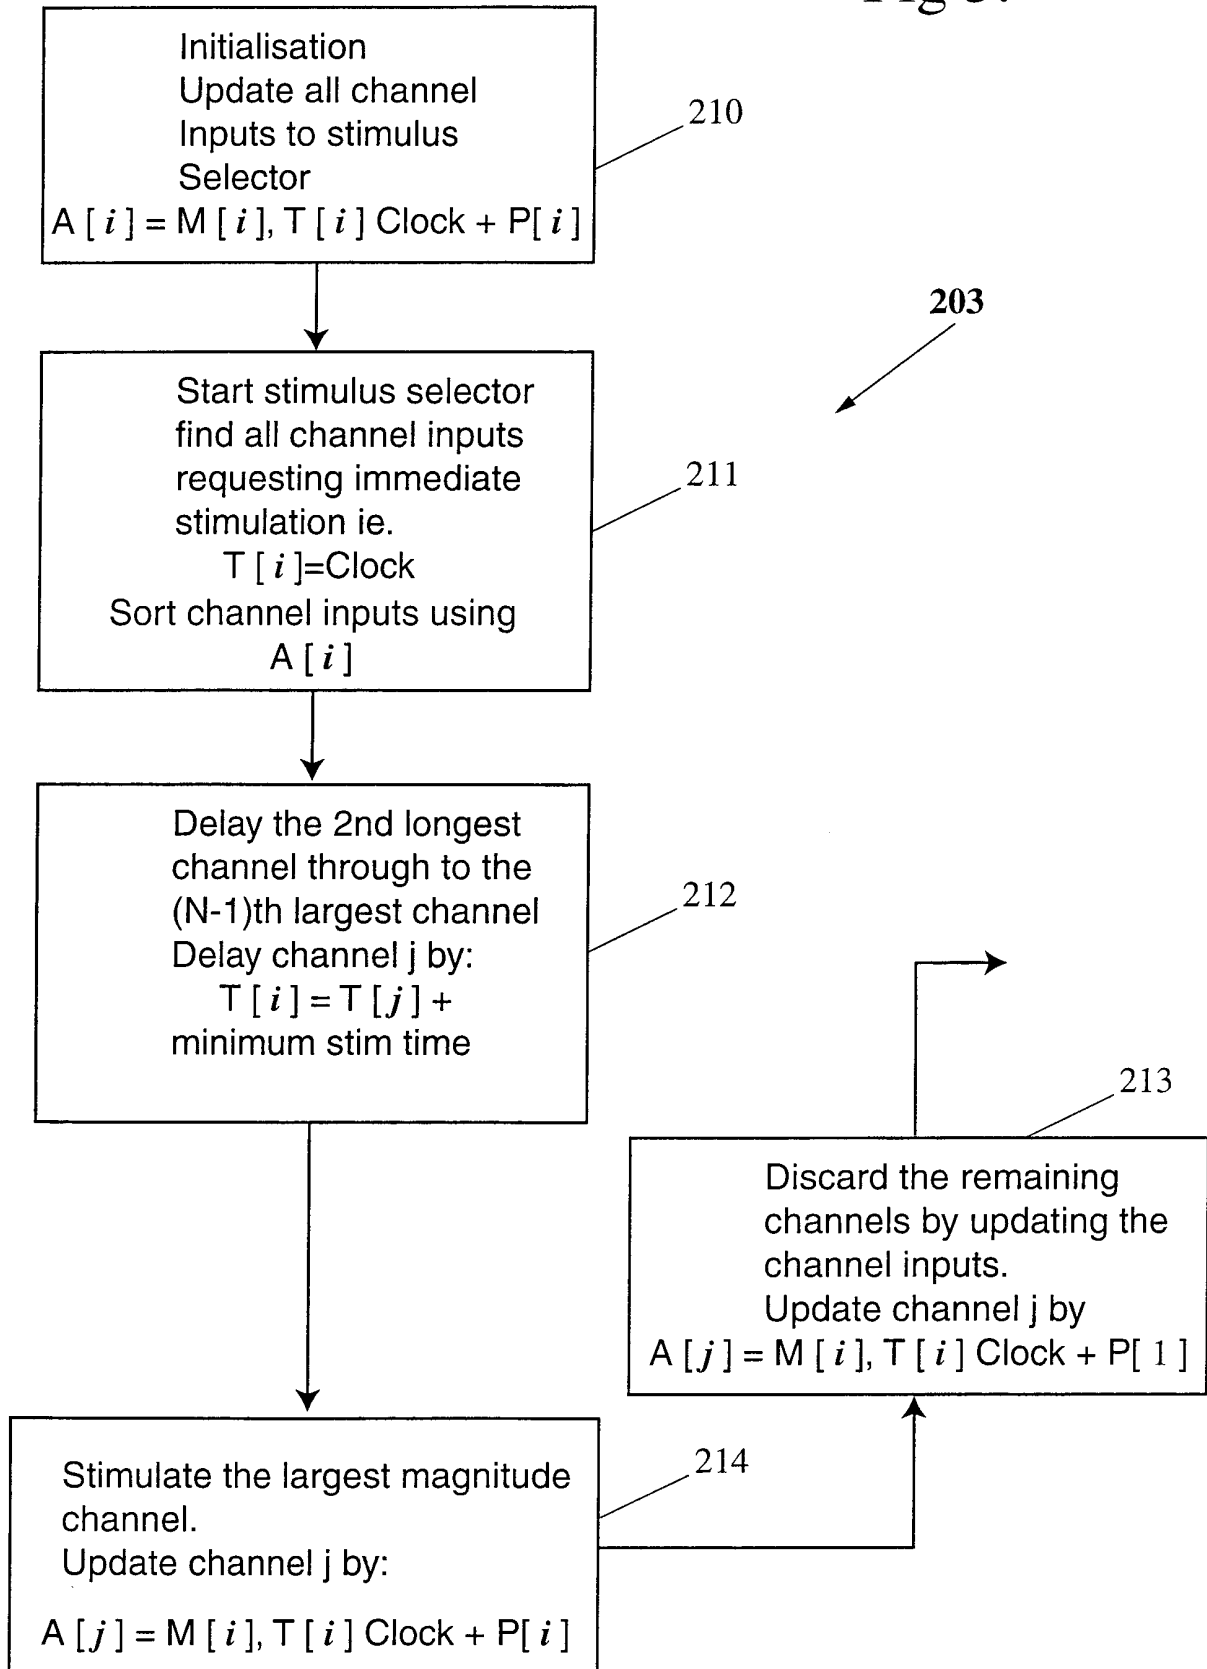 Initialisation
Update all channel
Inputs to stimulus
Selector
A [ i ] = M [ i ], T [ i ] Clock + P[ i ]
210
203
Start stimulus selector
find all channel inputs
requesting immediate
stimulation ie.
T [ i ]=Clock
Sort channel inputs using
A [ i ]
211
Delay the 2nd longest
channel through to the
(N-1)th largest channel
Delay channel j by:
T [ i ] = T [ j ] +
minimum stim time
212
213
Discard the remaining
channels by updating the
channel inputs.
Update channel j by
A [ j ] = M [ i ], T [ i ] Clock + P[ 1 ]
Stimulate the largest magnitude
channel.
Update channel j by:
A [ j ] = M [ i ], T [ i ] Clock + P[ i ]
214